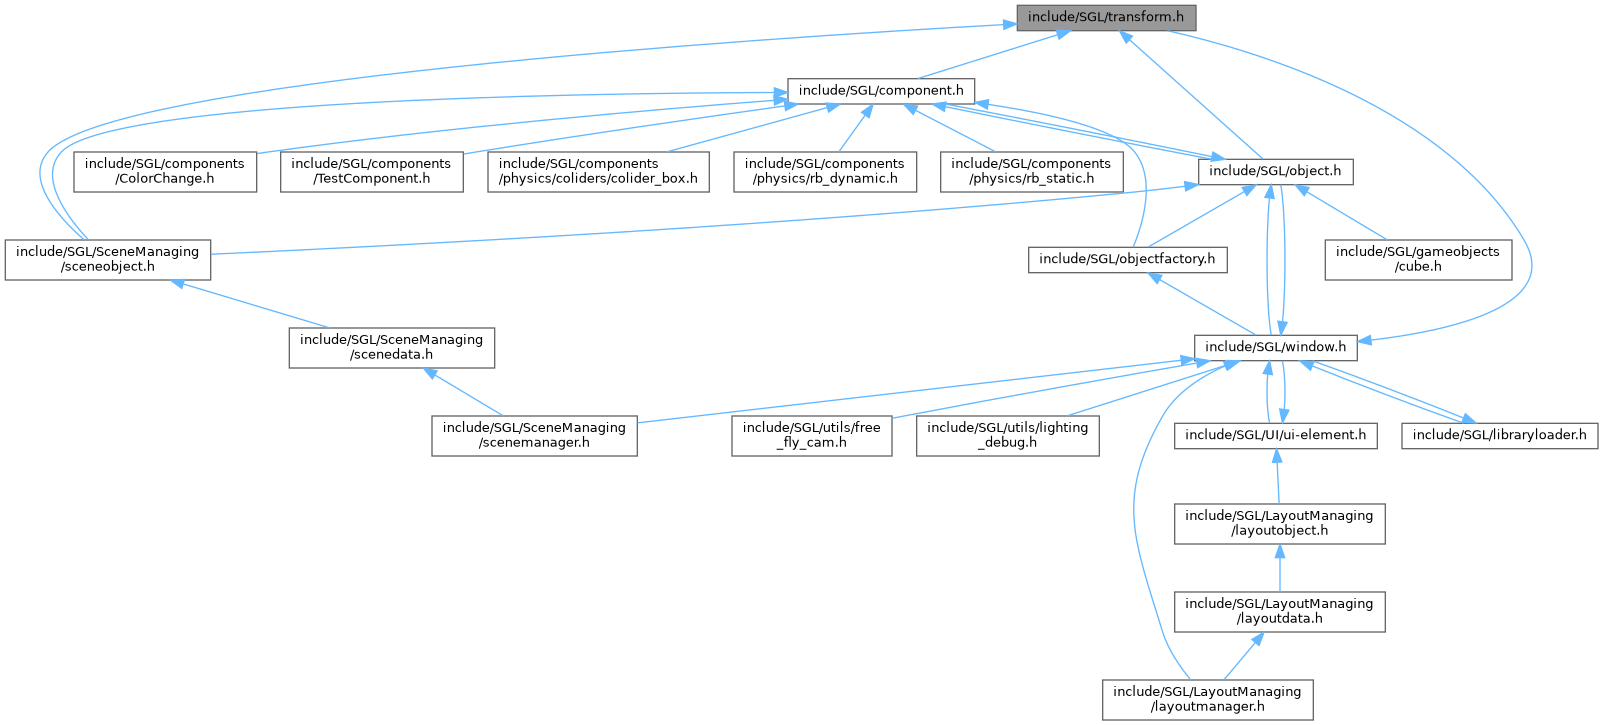 include/SGL/transform.h
include/SGL/component.h
include/SGL/components
/ColorChange.h
include/SGL/components
/TestComponent.h
include/SGL/components
/physics/coliders/colider_box.h
include/SGL/components
/physics/rb_dynamic.h
include/SGL/components
/physics/rb_static.h
include/SGL/object.h
include/SGL/SceneManaging
/sceneobject.h
include/SGL/objectfactory.h
include/SGL/gameobjects
/cube.h
include/SGL/SceneManaging
/scenedata.h
include/SGL/window.h
include/SGL/SceneManaging
/scenemanager.h
include/SGL/utils/free
_fly_cam.h
include/SGL/utils/lighting
_debug.h
include/SGL/UI/ui-element.h
include/SGL/libraryloader.h
include/SGL/LayoutManaging
/layoutobject.h
include/SGL/LayoutManaging
/layoutdata.h
include/SGL/LayoutManaging
/layoutmanager.h